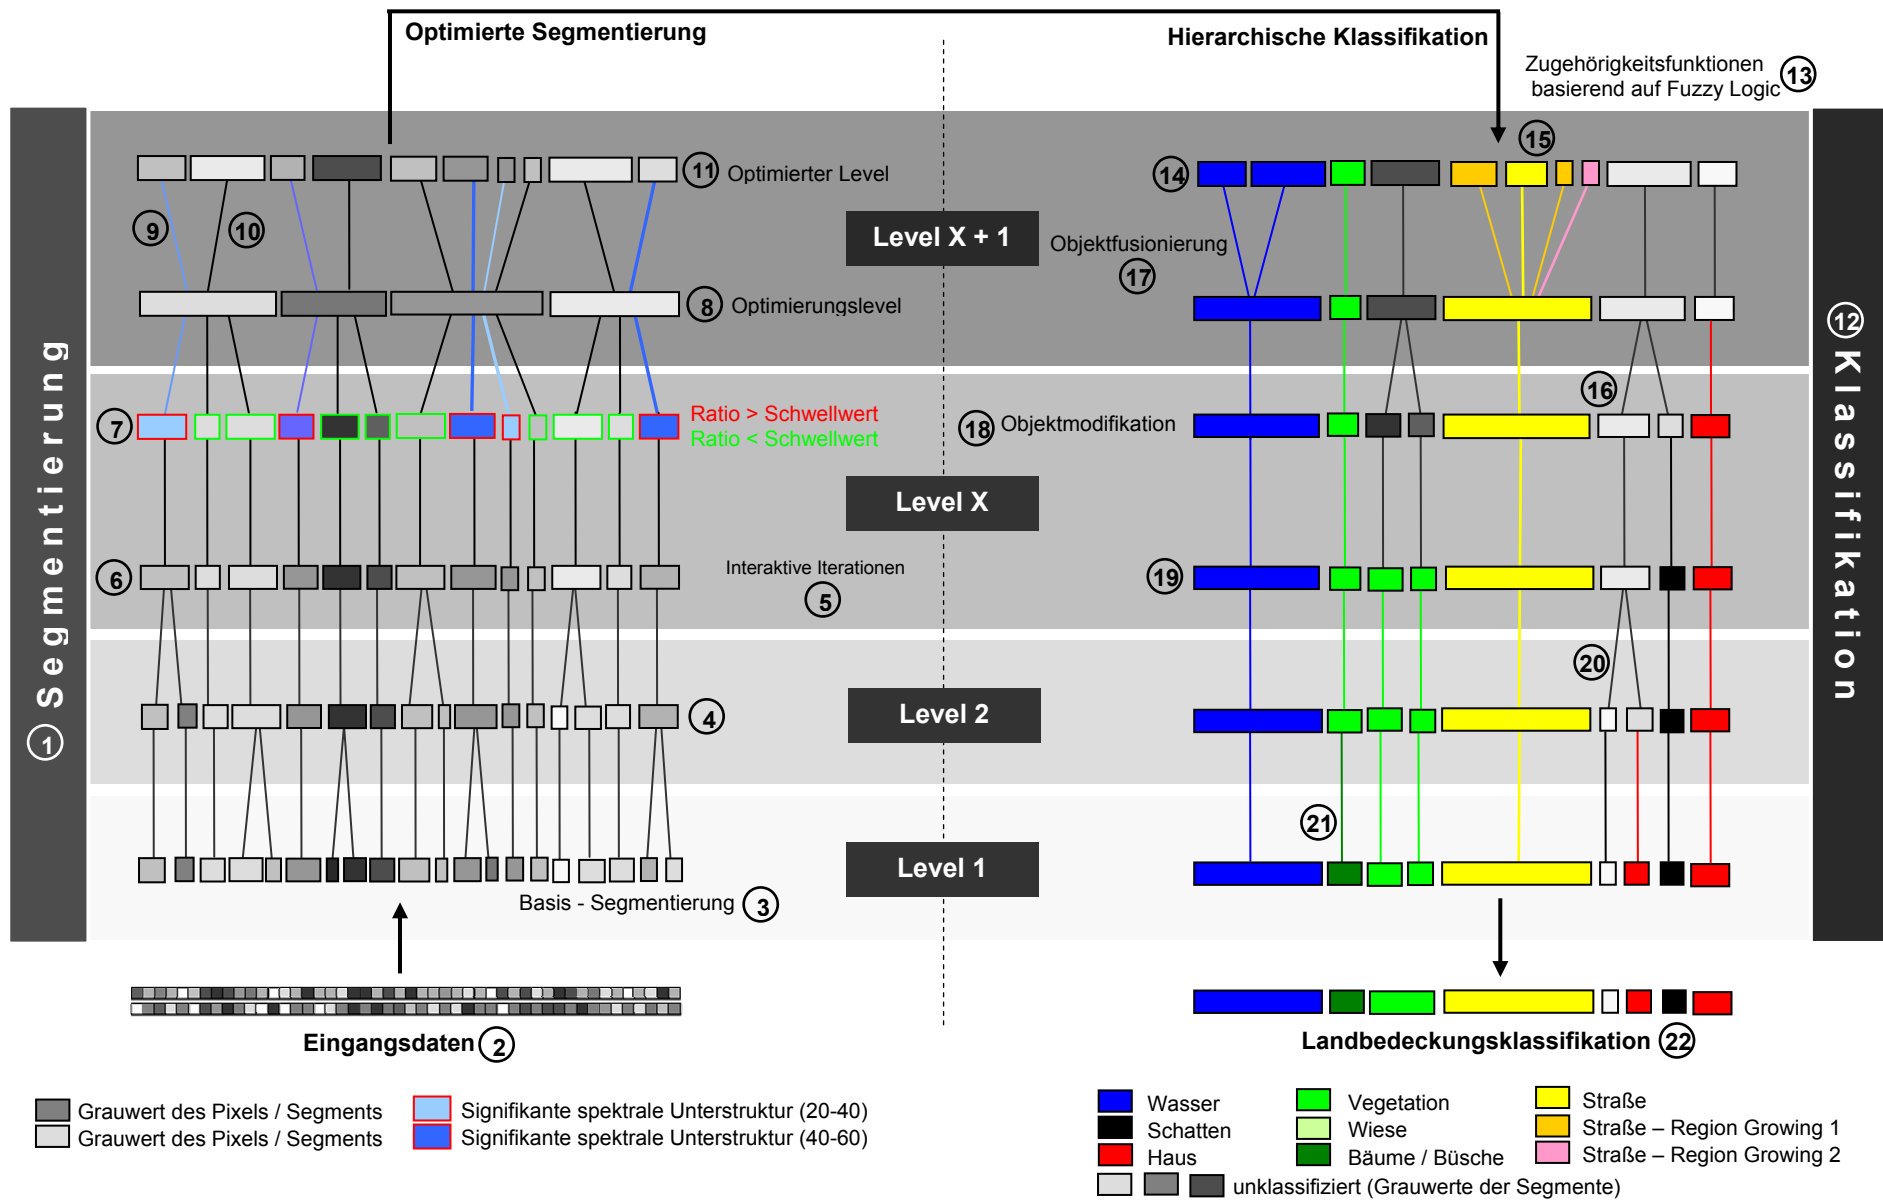 Optimierte Segmentierung
Hierarchische Klassifikation
Zugehörigkeitsfunktionen
basierend auf Fuzzy Logic
13
15
11
Optimierter Level
14
9
10
Level X + 1
Objektfusionierung
17
8
Optimierungslevel
12
Klassifikation
1
Segmentierung
7
Ratio > Schwellwert
Ratio < Schwellwert
18
Objektmodifikation
16
Level X
6
Interaktive Iterationen
5
19
20
4
Level 2
21
Level 1
Basis - Segmentierung
3
Eingangsdaten
2
Landbedeckungsklassifikation
22
Grauwert des Pixels / Segments
Grauwert des Pixels / Segments
Signifikante spektrale Unterstruktur (20-40)
Signifikante spektrale Unterstruktur (40-60)
Wasser
Schatten
Haus
Vegetation
Wiese
Bäume / Büsche
Straße
Straße – Region Growing 1
Straße – Region Growing 2
unklassifiziert (Grauwerte der Segmente)